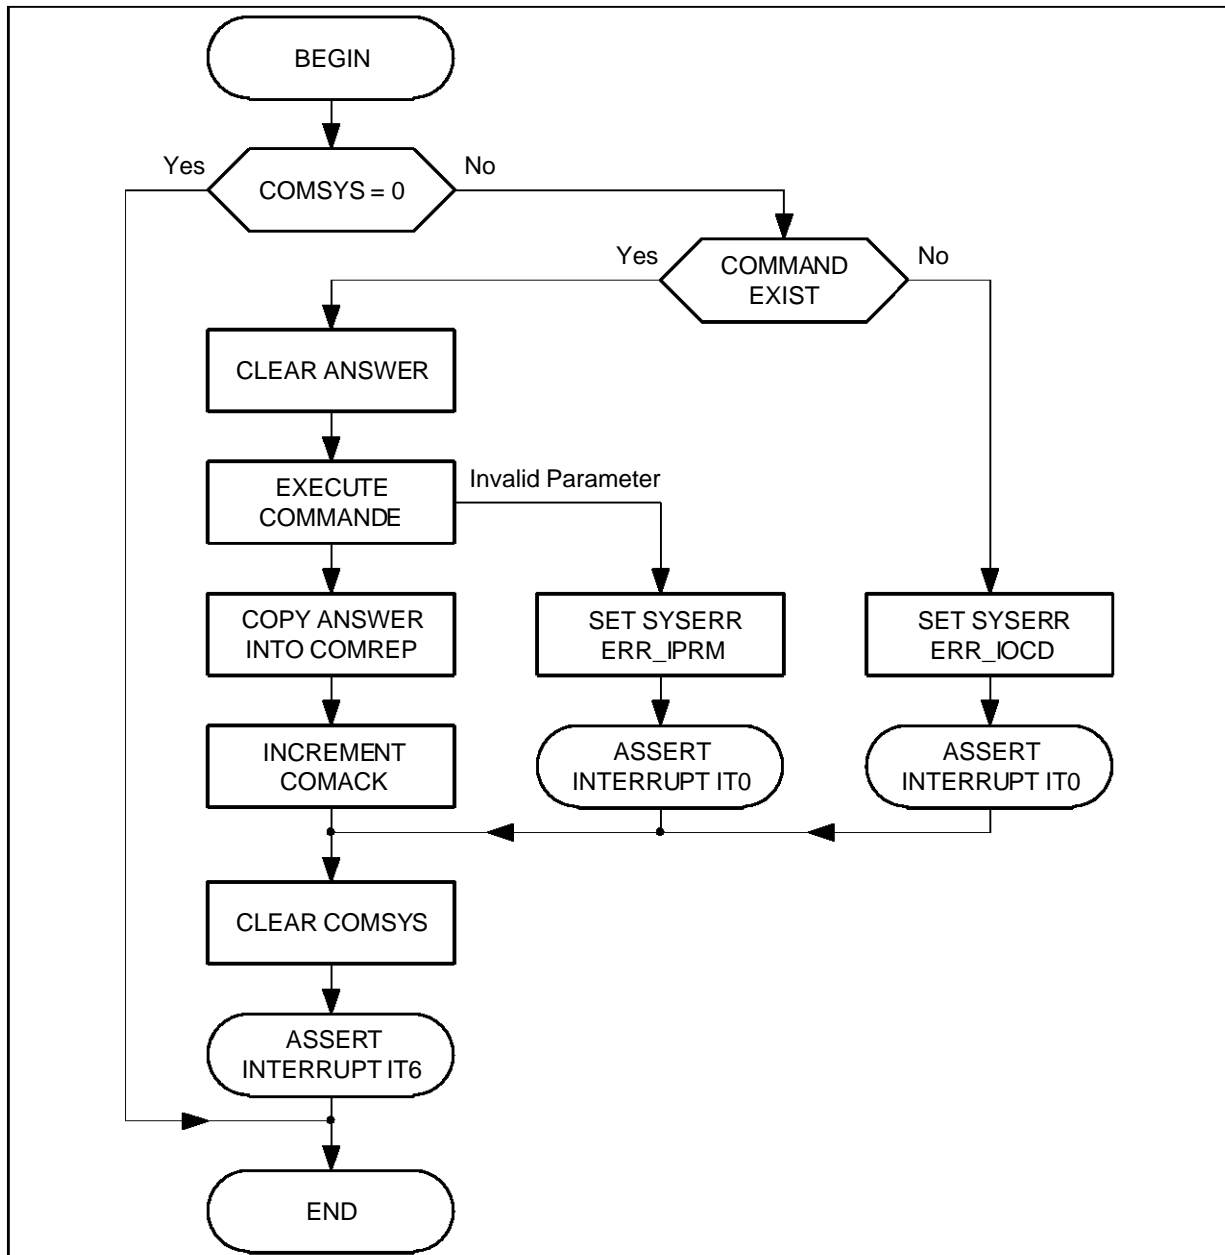 BEGIN
Yes
No
COMSYS = 0
Yes
No
COMMAND
EXIST
CLEAR ANSWER
Invalid Parameter
EXECUTE
COMMANDE
COPY ANSWER
INTO COMREP
SET SYSERR
ERR_IPRM
SET SYSERR
ERR_IOCD
INCREMENT
COMACK
ASSERT
INTERRUPT IT0
ASSERT
INTERRUPT IT0
CLEAR COMSYS
ASSERT
INTERRUPT IT6
END